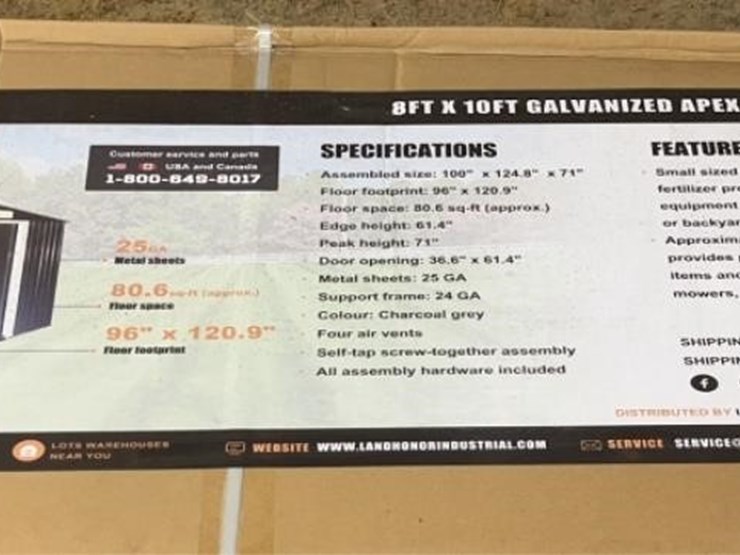 8FT X 10FT GALVANIZED APEX
Customer service and parts
USA and Canada
1-800-649-8017
25GA
Metal sheets
80.6 sq-ft (approx.)
Floor space
96" x 120.9"
Floor footprint
SPECIFICATIONS
Assembled size: 100" x 124.8" x 71"
Floor footprint: 96" x 120.9"
Floor space: 80.6 sq-ft (approx.)
Edge height: 61.4"
Peak height: 71"
Door opening: 36.6" x 61.4"
Metal sheets: 25 GA
Support frame: 24 GA
Colour: Charcoal grey
Four air vents
Self-tap screw-together assembly
All assembly hardware included
FEATURE
Small sized
fertilizer pr
equipment
or backyar
Approxim
provides
items and
mowers,
SHIPPIN
SHIPPIN
DISTRIBUTED BY L
LOTS WAREHOUSES
NEAR YOU
WEBSITE WWW.LANDHONORINDUSTRIAL.COM
SERVICE SERVICE@